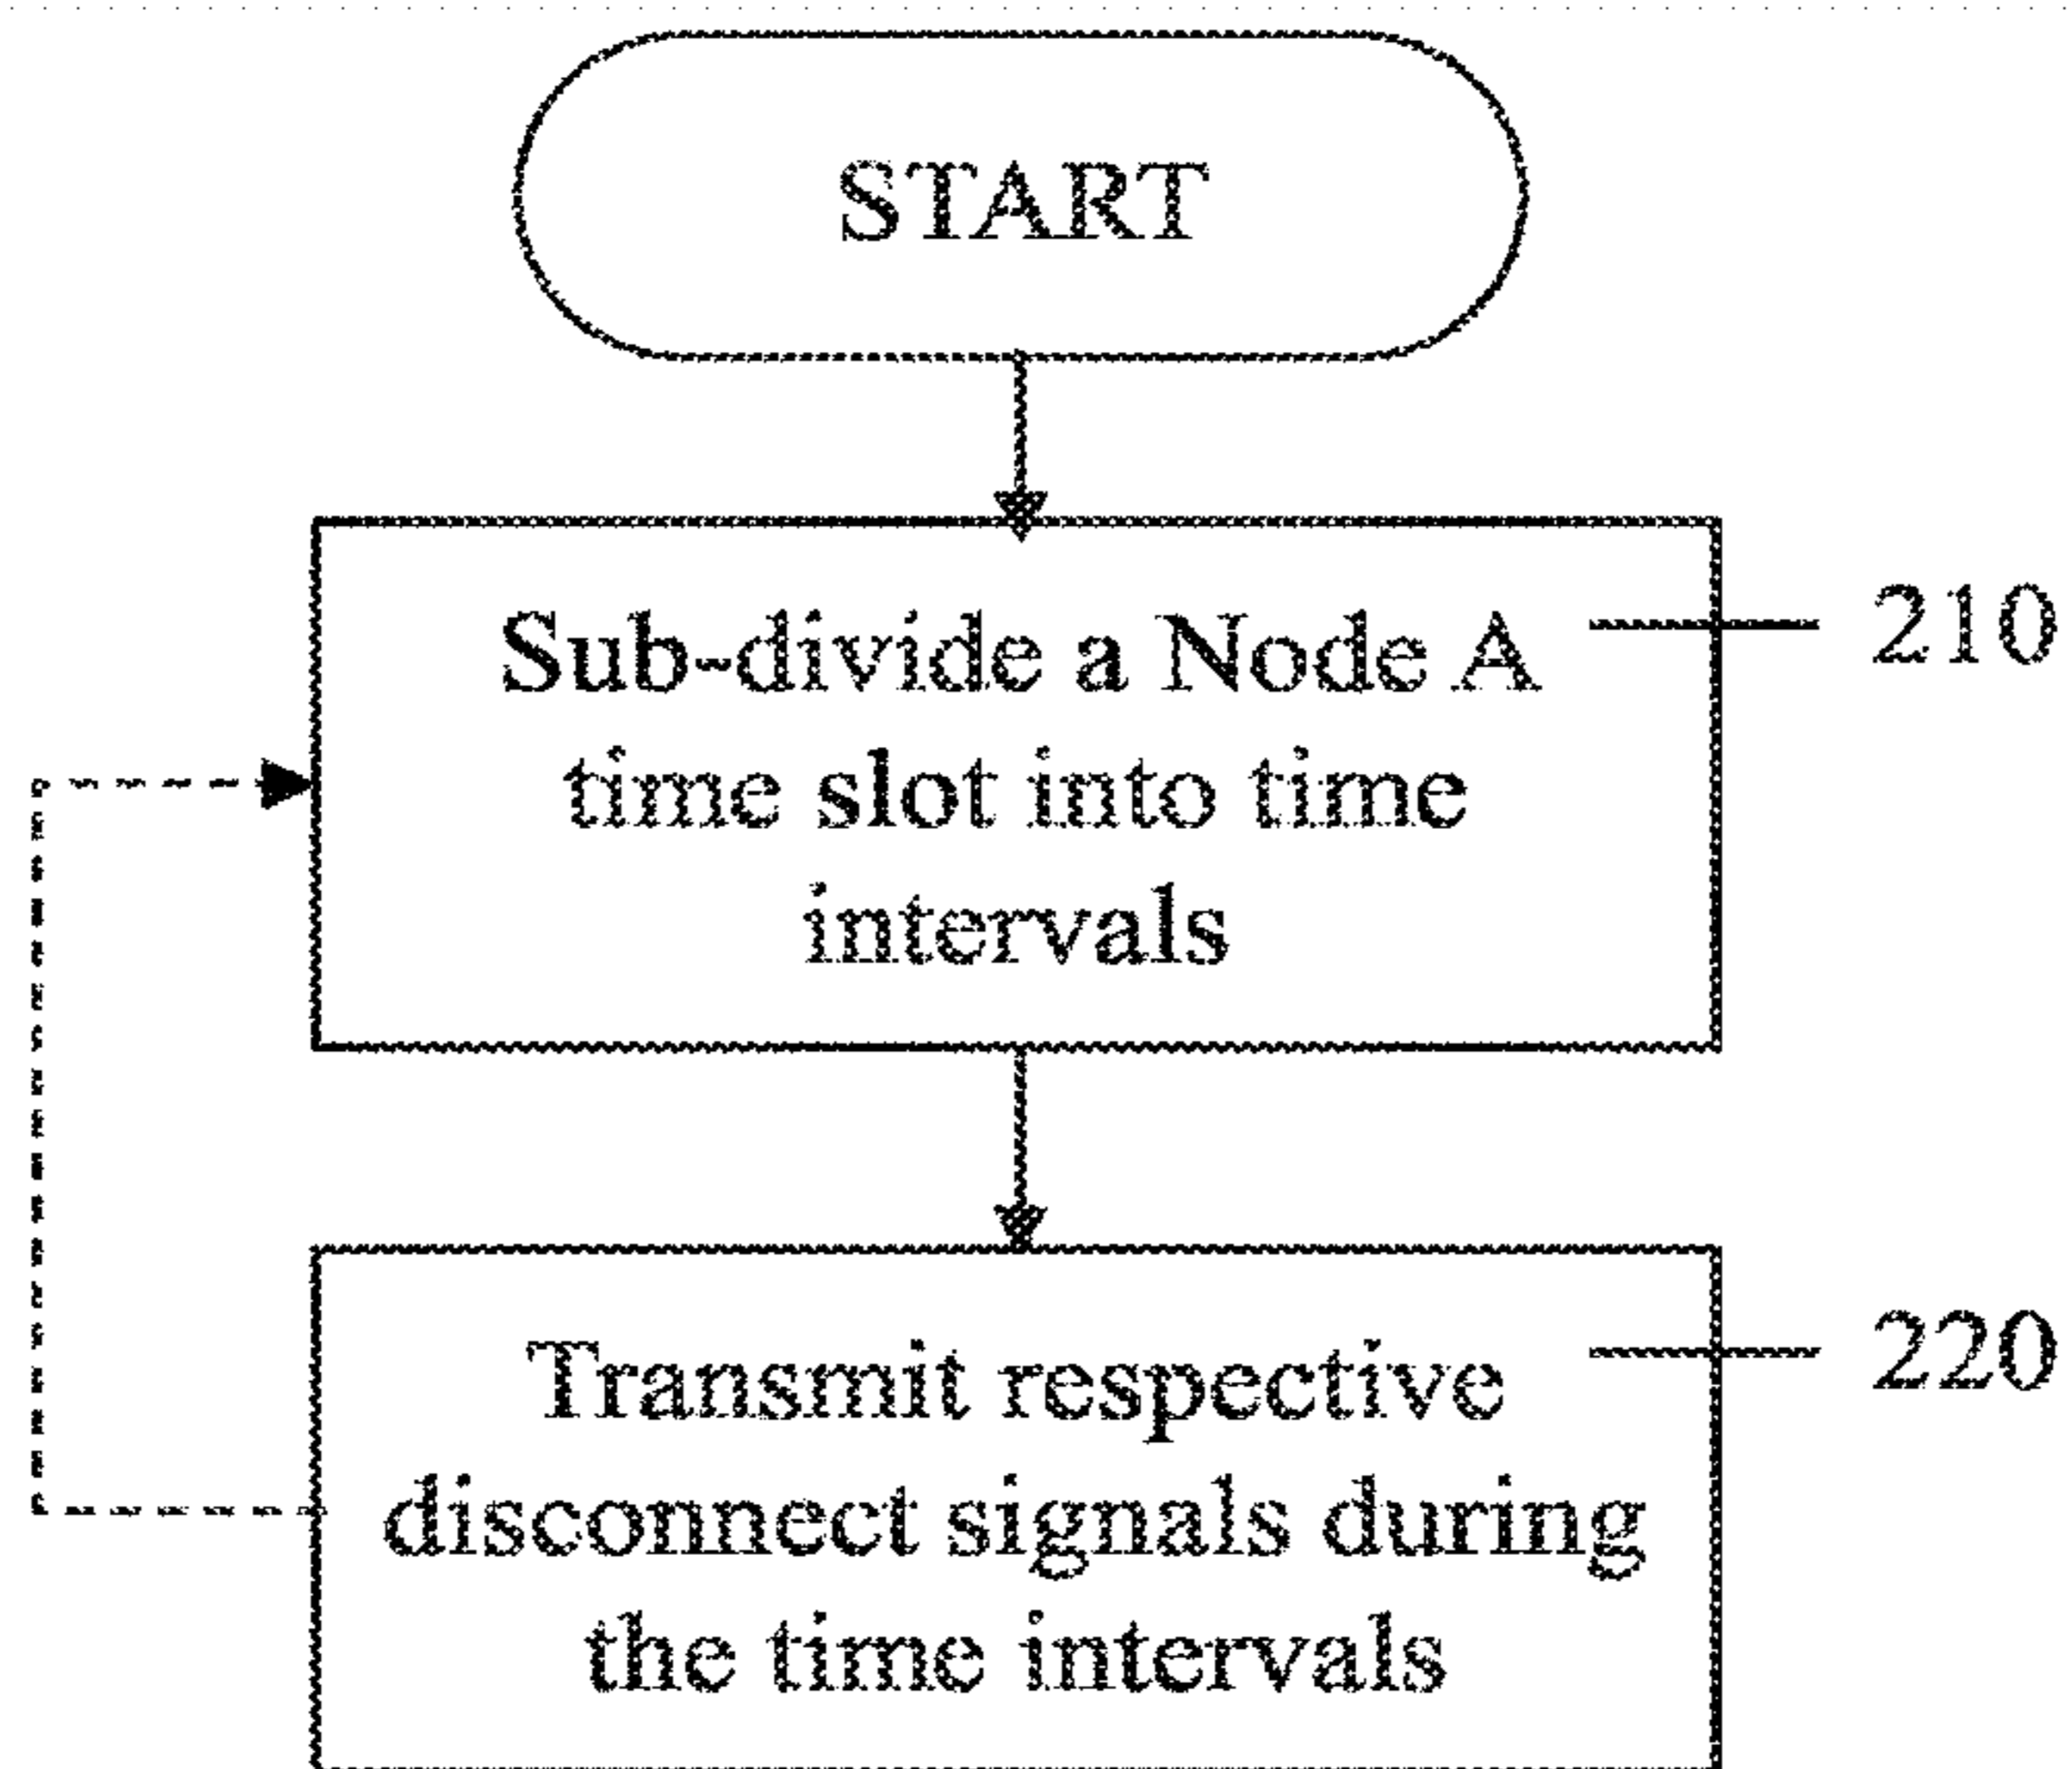 START
Sub-divide a Node A
time slot into time
intervals
210
Transmit respective
disconnect signals during
the time intervals
220